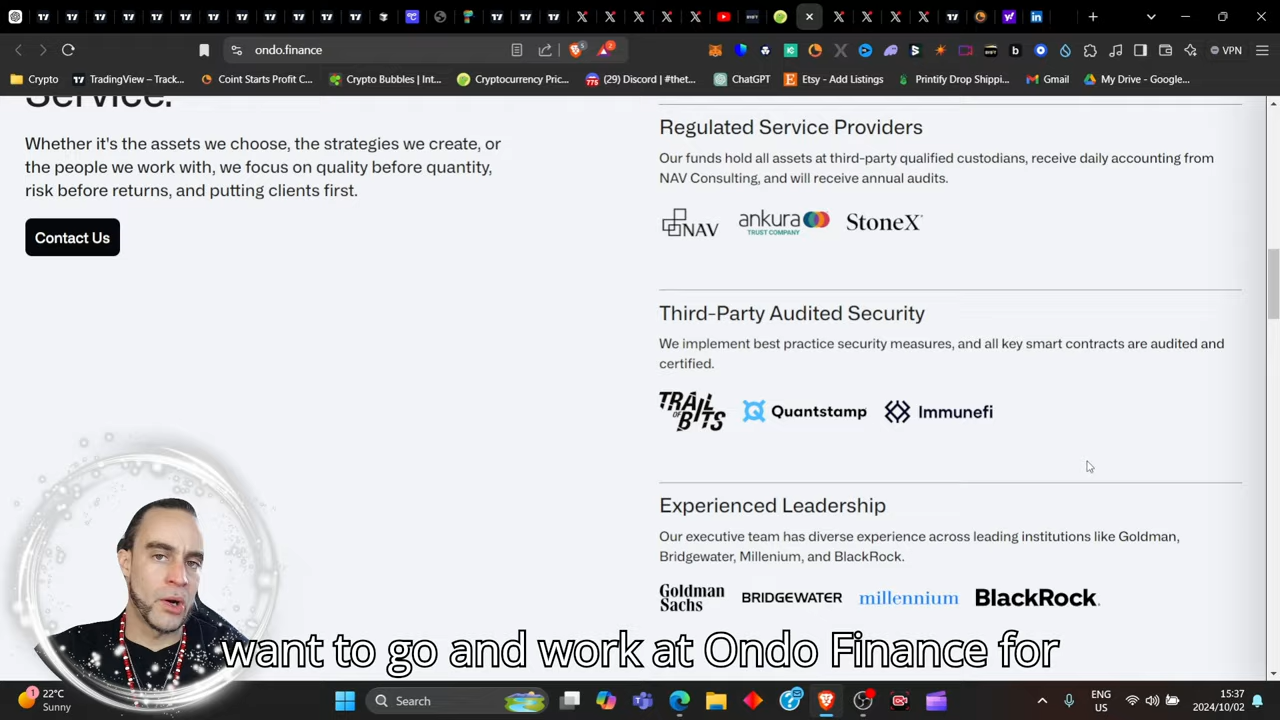 ondo.finance
5
2
VPN
Crypto
TradingView – Track...
Coint Starts Profit C...
Crypto Bubbles | Int...
Cryptocurrency Pric...
775
(29) Discord | #thet...
ChatGPT
Etsy - Add Listings
Printify Drop Shippi...
Gmail
My Drive - Google...
Service.
Whether it's the assets we choose, the strategies we create, or
the people we work with, we focus on quality before quantity,
risk before returns, and putting clients first.
Contact Us
Regulated Service Providers
Our funds hold all assets at third-party qualified custodians, receive daily accounting from
NAV Consulting, and will receive annual audits.
NAV
ankura
TRUST COMPANY
StoneX
Third-Party Audited Security
We implement best practice security measures, and all key smart contracts are audited and
certified.
TRAIL
OF
BITS
Quantstamp
Immunefi
Experienced Leadership
Our executive team has diverse experience across leading institutions like Goldman,
Bridgewater, Millenium, and BlackRock.
Goldman
Sachs
BRIDGEWATER
millennium
BlackRock.
want to go and work at Ondo Finance for
1
22°C
Sunny
Search
ENG
US
15:37
2024/10/02